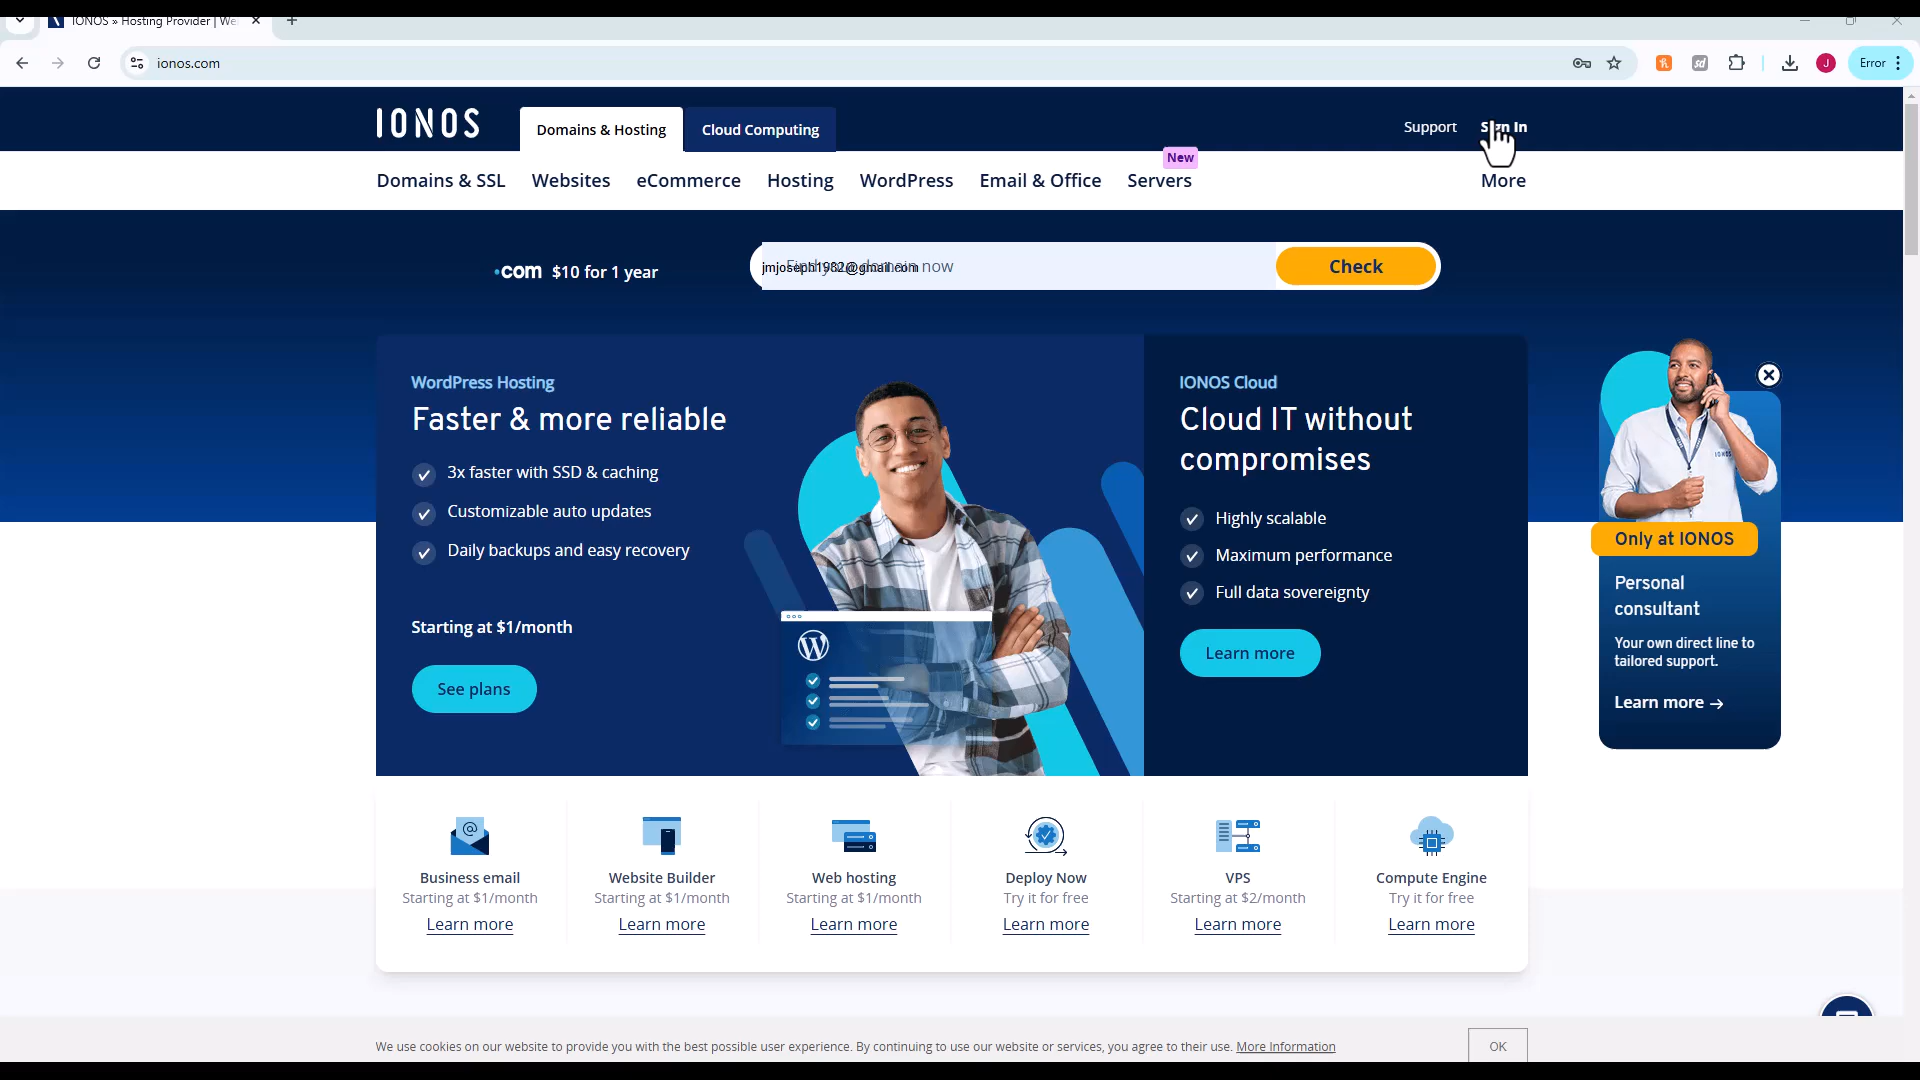 IONOS » Hosting Provider | We
ionos.com
Error
IONOS
Domains & Hosting
Cloud Computing
Support
Sign In
New
Domains & SSL
Websites
eCommerce
Hosting
WordPress
Email & Office
Servers
More
.com $10 for 1 year
jmjoseph1982@gmail.com
Find your domain now
Check
WordPress Hosting
Faster & more reliable
3x faster with SSD & caching
Customizable auto updates
Daily backups and easy recovery
Starting at $1/month
See plans
IONOS Cloud
Cloud IT without
compromises
Highly scalable
Maximum performance
Full data sovereignty
Learn more
IONOS
Only at IONOS
Personal
consultant
Your own direct line to
tailored support.
Learn more →
Business email
Starting at $1/month
Learn more
Website Builder
Starting at $1/month
Learn more
Web hosting
Starting at $1/month
Learn more
Deploy Now
Try it for free
Learn more
VPS
Starting at $2/month
Learn more
Compute Engine
Try it for free
Learn more
We use cookies on our website to provide you with the best possible user experience. By continuing to use our website or services, you agree to their use. More Information
OK